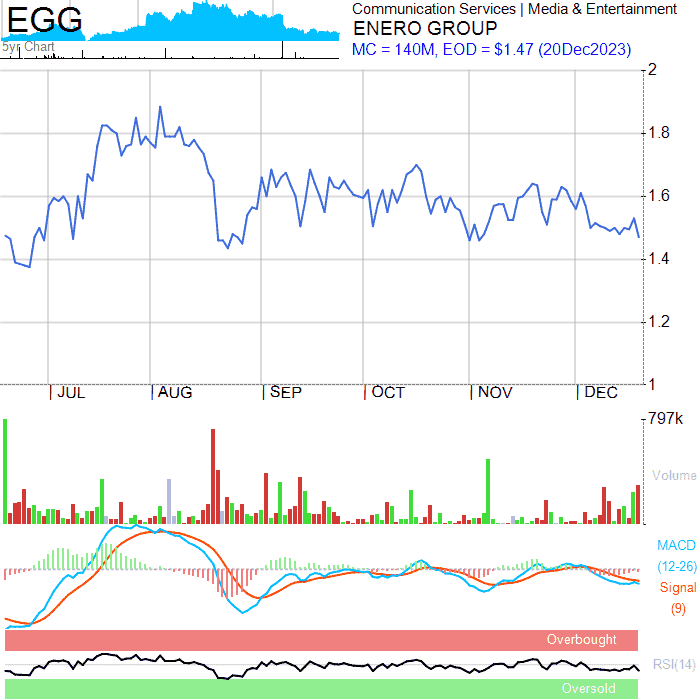 EGG
5yr Chart
Communication Services | Media & Entertainment
ENERO GROUP
MC = 140M, EOD = $1.47 (20Dec2023)
2
1.8
1.6
1.4
1.2
1
JUL AUG SEP OCT NOV DEC
797k
Volume
MACD
(12-26)
Signal
(9)
Overbought
RSI(14)
Oversold